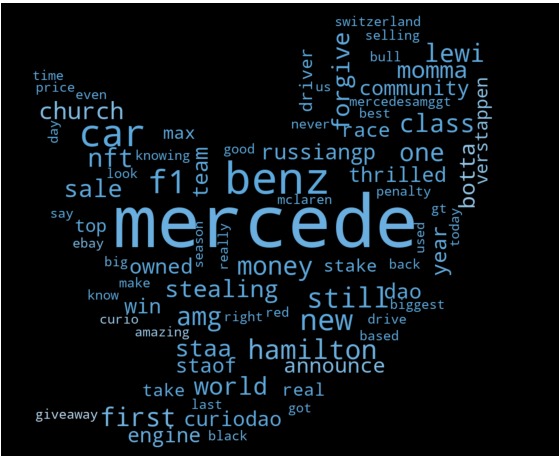 switzerland
selling
driver
forgive
bull
lewi
time
momma
price
even
us
community
verstappen
church
mercedesamggt
day
car
max
never
race
best
class
nft
knowing
team
good
russiangp
one
botta
look
f1
benz
thrilled
penalty
sale
mclaren
say
top
mercede
gt
today
ebay
season
really
used
year
big
owned
money
stake
back
know
make
stealing
still
dao
biggest
curio
win
amg
right
red
new
drive
amazing
staa
hamilton
based
staof
announce
take
world
real
giveaway
first
last
curiodao
got
engine
black